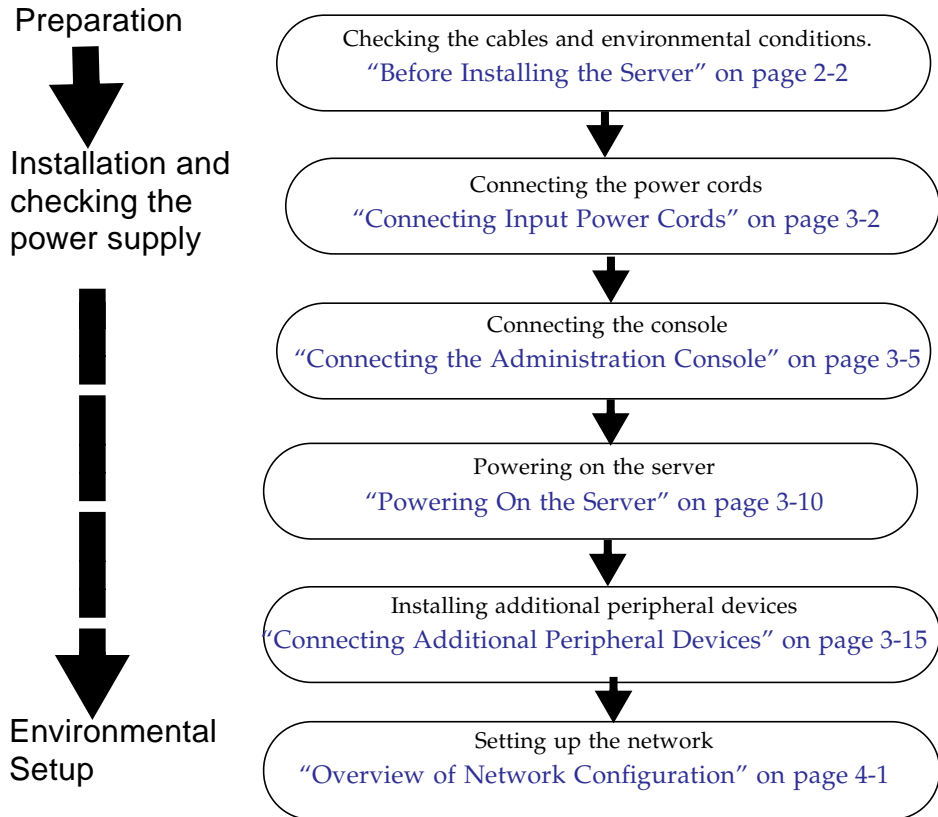 Preparation
Checking the cables and environmental conditions.
“Before Installing the Server” on page 2-2
Installation and
checking the
power supply
Connecting the power cords
“Connecting Input Power Cords” on page 3-2
Connecting the console
“Connecting the Administration Console” on page 3-5
Powering on the server
“Powering On the Server” on page 3-10
Installing additional peripheral devices
“Connecting Additional Peripheral Devices” on page 3-15
Environmental
Setup
Setting up the network
“Overview of Network Configuration” on page 4-1